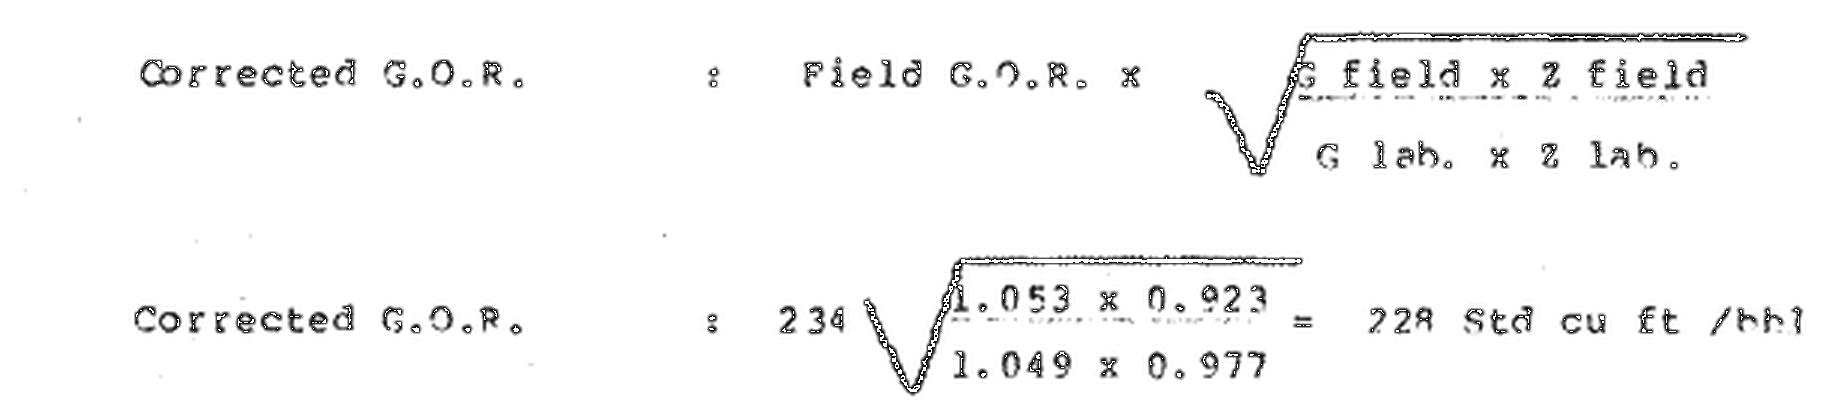 Corrected G.O.R. : Field G.O.R. x √ G field x Z field
G lab. x Z lab.
Corrected G.O.R. : 234 √ 1.053 x 0.923 = 228 Std cu ft /bbl
1.049 x 0.977